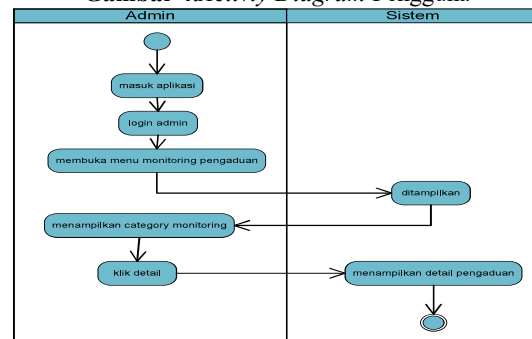 Diagram
Admin Sistem
masuk aplikasi
login admin
membuka menu monitoring pengaduan
ditampilkan
menampilkan category monitoring
klik detail
menampilkan detail pengaduan